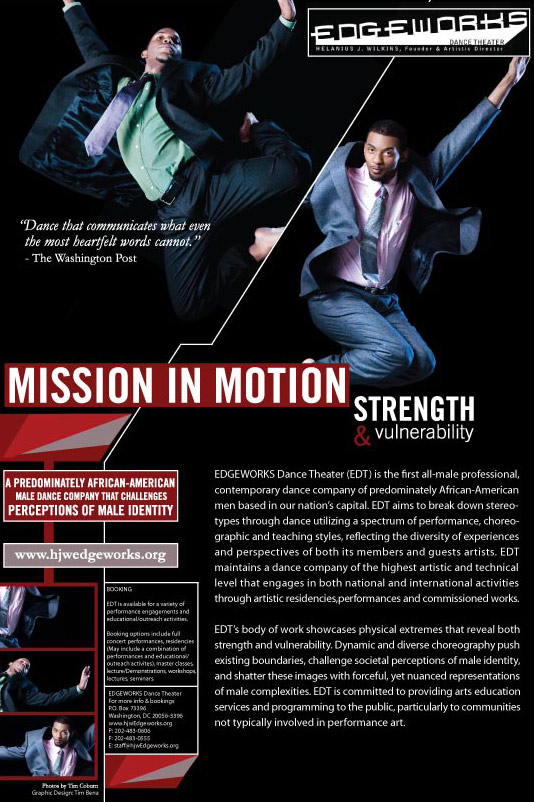 EDGEWORKS
DANCE THEATER
HELANIUS J. WILKINS, Founder & Artistic Director
“Dance that communicates what even
the most heartfelt words cannot.”
- The Washington Post
MISSION IN MOTION
STRENGTH
& vulnerability
A PREDOMINATELY AFRICAN-AMERICAN
MALE DANCE COMPANY THAT CHALLENGES
PERCEPTIONS OF MALE IDENTITY
www.hjwedgeworks.org
EDGEWORKS Dance Theater (EDT) is the first all-male professional,
contemporary dance company of predominately African-American
men based in our nation's capital. EDT aims to break down stereo-
types through dance utilizing a spectrum of performance, choreo-
graphic and teaching styles, reflecting the diversity of experiences
and perspectives of both its members and guests artists. EDT
maintains a dance company of the highest artistic and technical
level that engages in both national and international activities
through artistic residencies,performances and commissioned works.
EDT's body of work showcases physical extremes that reveal both
strength and vulnerability. Dynamic and diverse choreography push
existing boundaries, challenge societal perceptions of male identity,
and shatter these images with forceful, yet nuanced representations
of male complexities. EDT is committed to providing arts education
services and programming to the public, particularly to communities
not typically involved in performance art.
BOOKING
EDT is available for a variety of
performance engagements and
educational/outreach activities.
Booking options include full
concert performances, residencies
(May include a combination of
performances and educational/
outreach activites), master classes,
lecture/Demonstrations, workshops,
lectures, seminars
EDGEWORKS Dance Theater
for more info & bookings
P.O. Box 73396
Washington, DC 20056-3396
www.hjwEdgeworks.org
P: 202-483-0606
F: 202-483-0555
E: staff@hjwEdgeworks.org
Photos by Tim Coburn
Graphic Design: Tim Bena